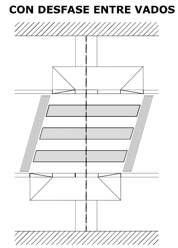 CON DESFASE ENTRE VADOS